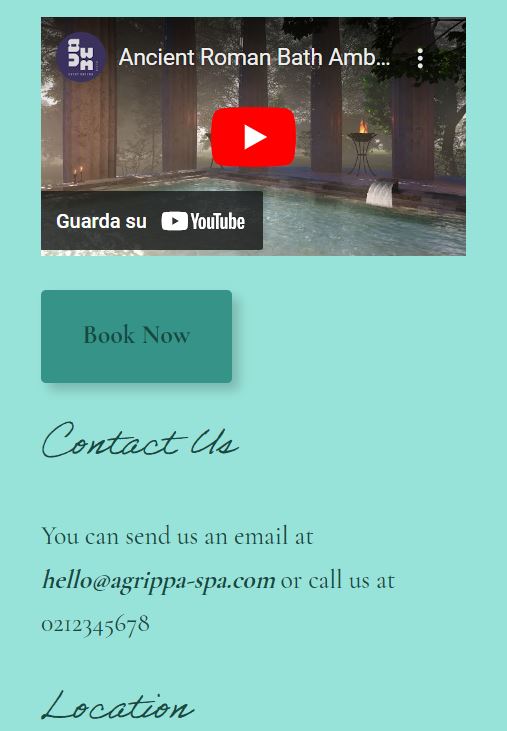 Ancient Roman Bath Amb...
Guarda su YouTube
Book Now
Contact Us
You can send us an email at
hello@agrippa-spa.com or call us at
0212345678
Location